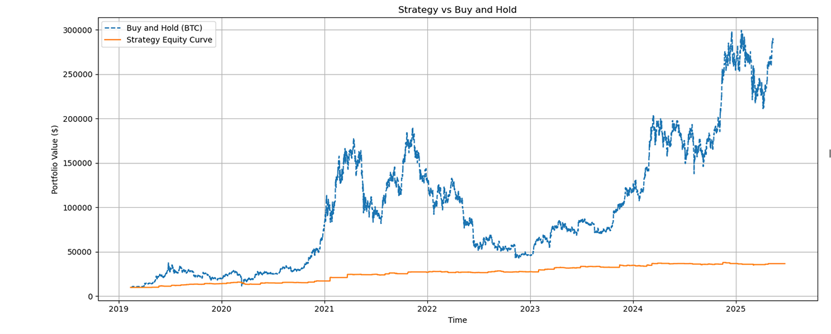 Strategy vs Buy and Hold
Buy and Hold (BTC)
Strategy Equity Curve
Portfolio Value ($)
300000
250000
200000
150000
100000
50000
0
2019 2020 2021 2022 2023 2024 2025
Time